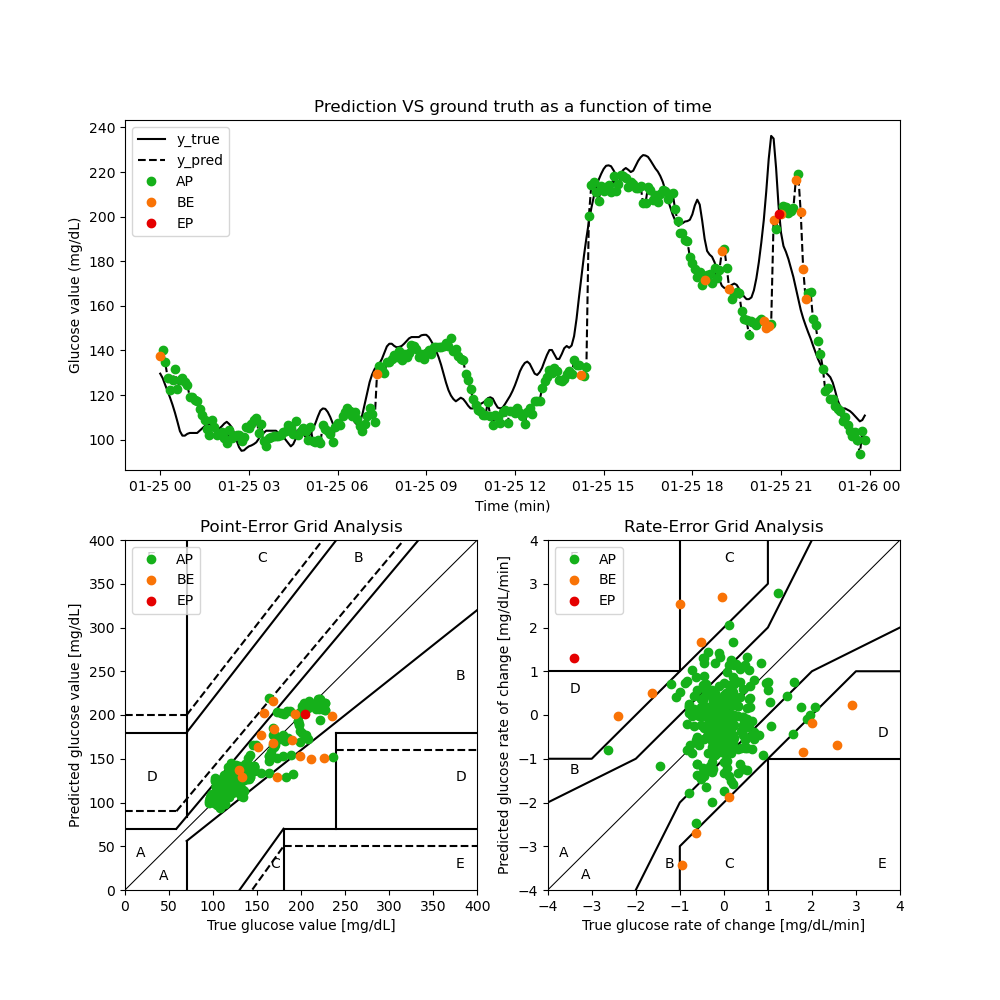 Prediction VS ground truth as a function of time
Glucose value (mg/dL)
240
220
200
180
160
140
120
100
y_true
y_pred
AP
BE
EP
01-25 00 01-25 03 01-25 06 01-25 09 01-25 12 01-25 15 01-25 18 01-25 21 01-26 00
Time (min)
Point-Error Grid Analysis
Predicted glucose value [mg/dL]
400
350
300
250
200
150
100
50
0
AP
BE
EP
C B
B
D D
A
A C E
0 50 100 150 200 250 300 350 400
True glucose value [mg/dL]
Rate-Error Grid Analysis
Predicted glucose rate of change [mg/dL/min]
4
3
2
1
0
−1
−2
−3
−4
AP
BE
EP
C
D
D
B
A
A B C E
−4 −3 −2 −1 0 1 2 3 4
True glucose rate of change [mg/dL/min]